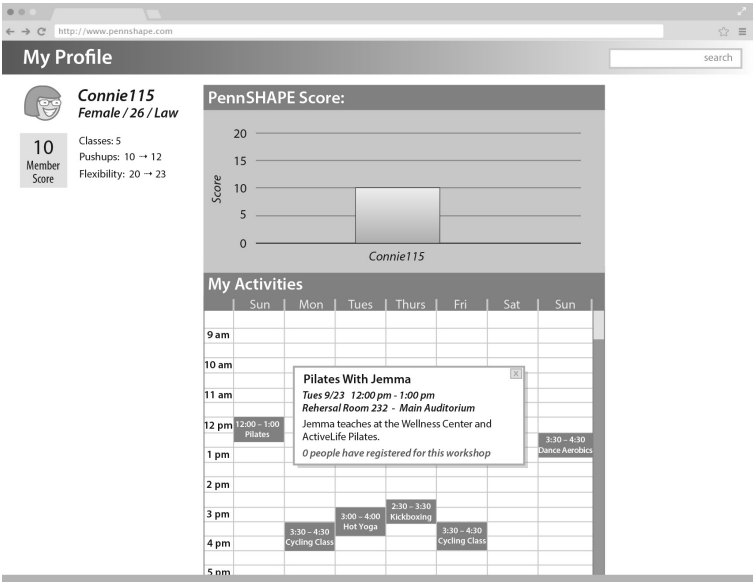 http://www.pennshape.com
My Profile
search
Connie115
Female / 26 / Law
10
Member
Score
Classes: 5
Pushups: 10 → 12
Flexibility: 20 → 23
PennSHAPE Score:
20
15
10
5
0
Score
Connie115
My Activities
Sun Mon Tues Thurs Fri Sat Sun
9 am
10 am
11 am
12 pm
1 pm
2 pm
3 pm
4 pm
5 pm
Pilates With Jemma
x
Tues 9/23 12:00 pm - 1:00 pm
Rehersal Room 232 - Main Auditorium
Jemma teaches at the Wellness Center and
ActiveLife Pilates.
0 people have registered for this workshop
12:00 – 1:00
Pilates
3:30 – 4:30
Dance Aerobics
2:30 – 3:30
Kickboxing
3:00 – 4:00
Hot Yoga
3:30 – 4:30
Cycling Class
3:30 – 4:30
Cycling Class